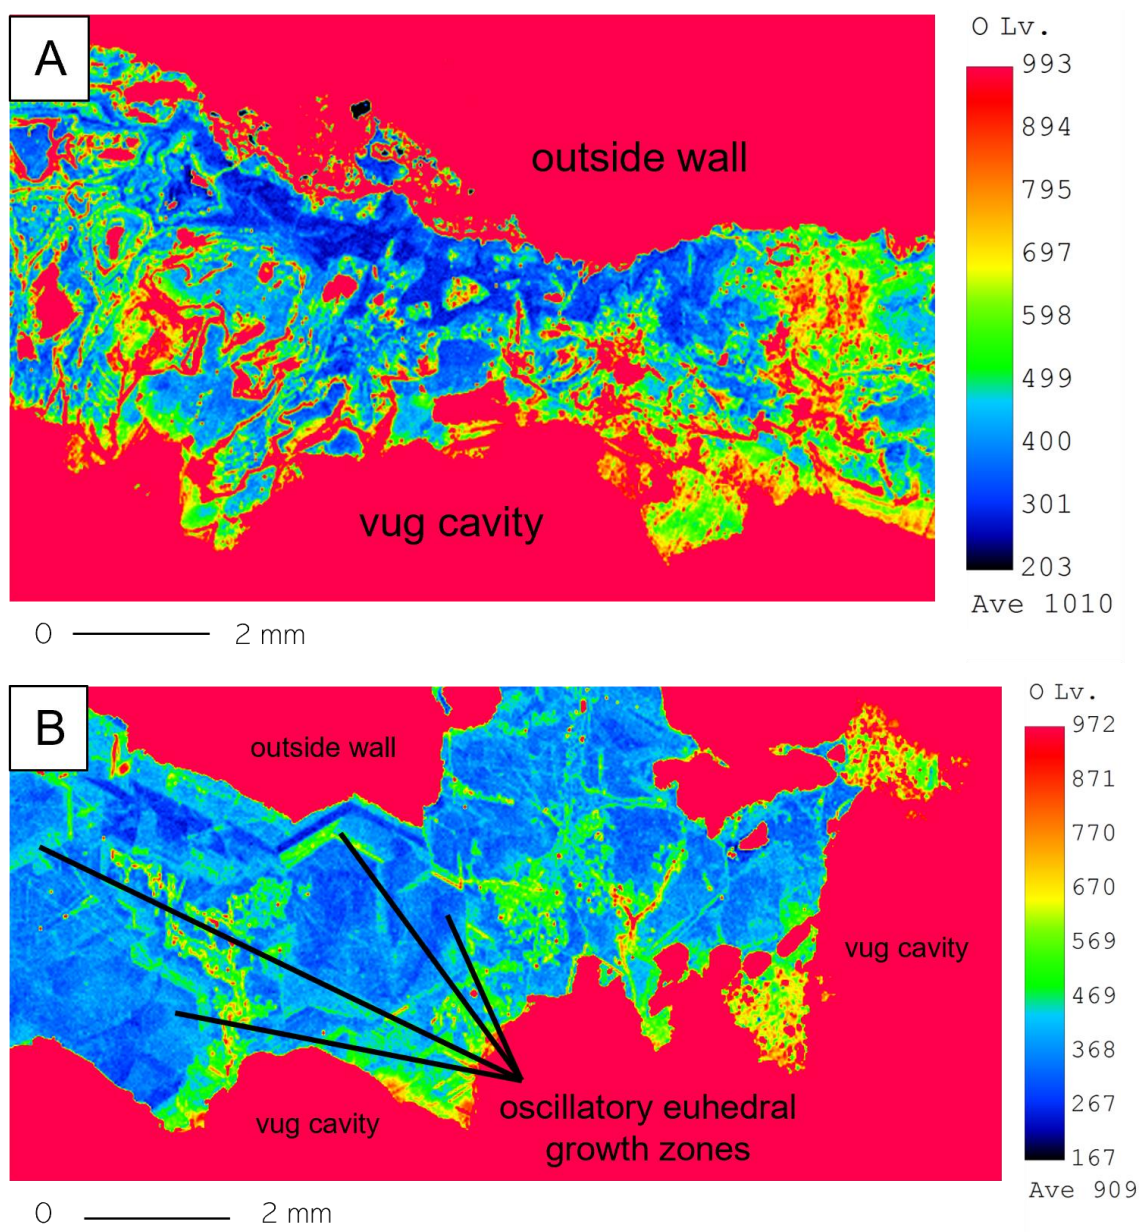 A
outside wall
vug cavity
O Lv.
993
894
795
697
598
499
400
301
203
Ave 1010
0
2 mm
B
outside wall
vug cavity
vug cavity
oscillatory euhedral
growth zones
O Lv.
972
871
770
670
569
469
368
267
167
Ave 909
0
2 mm